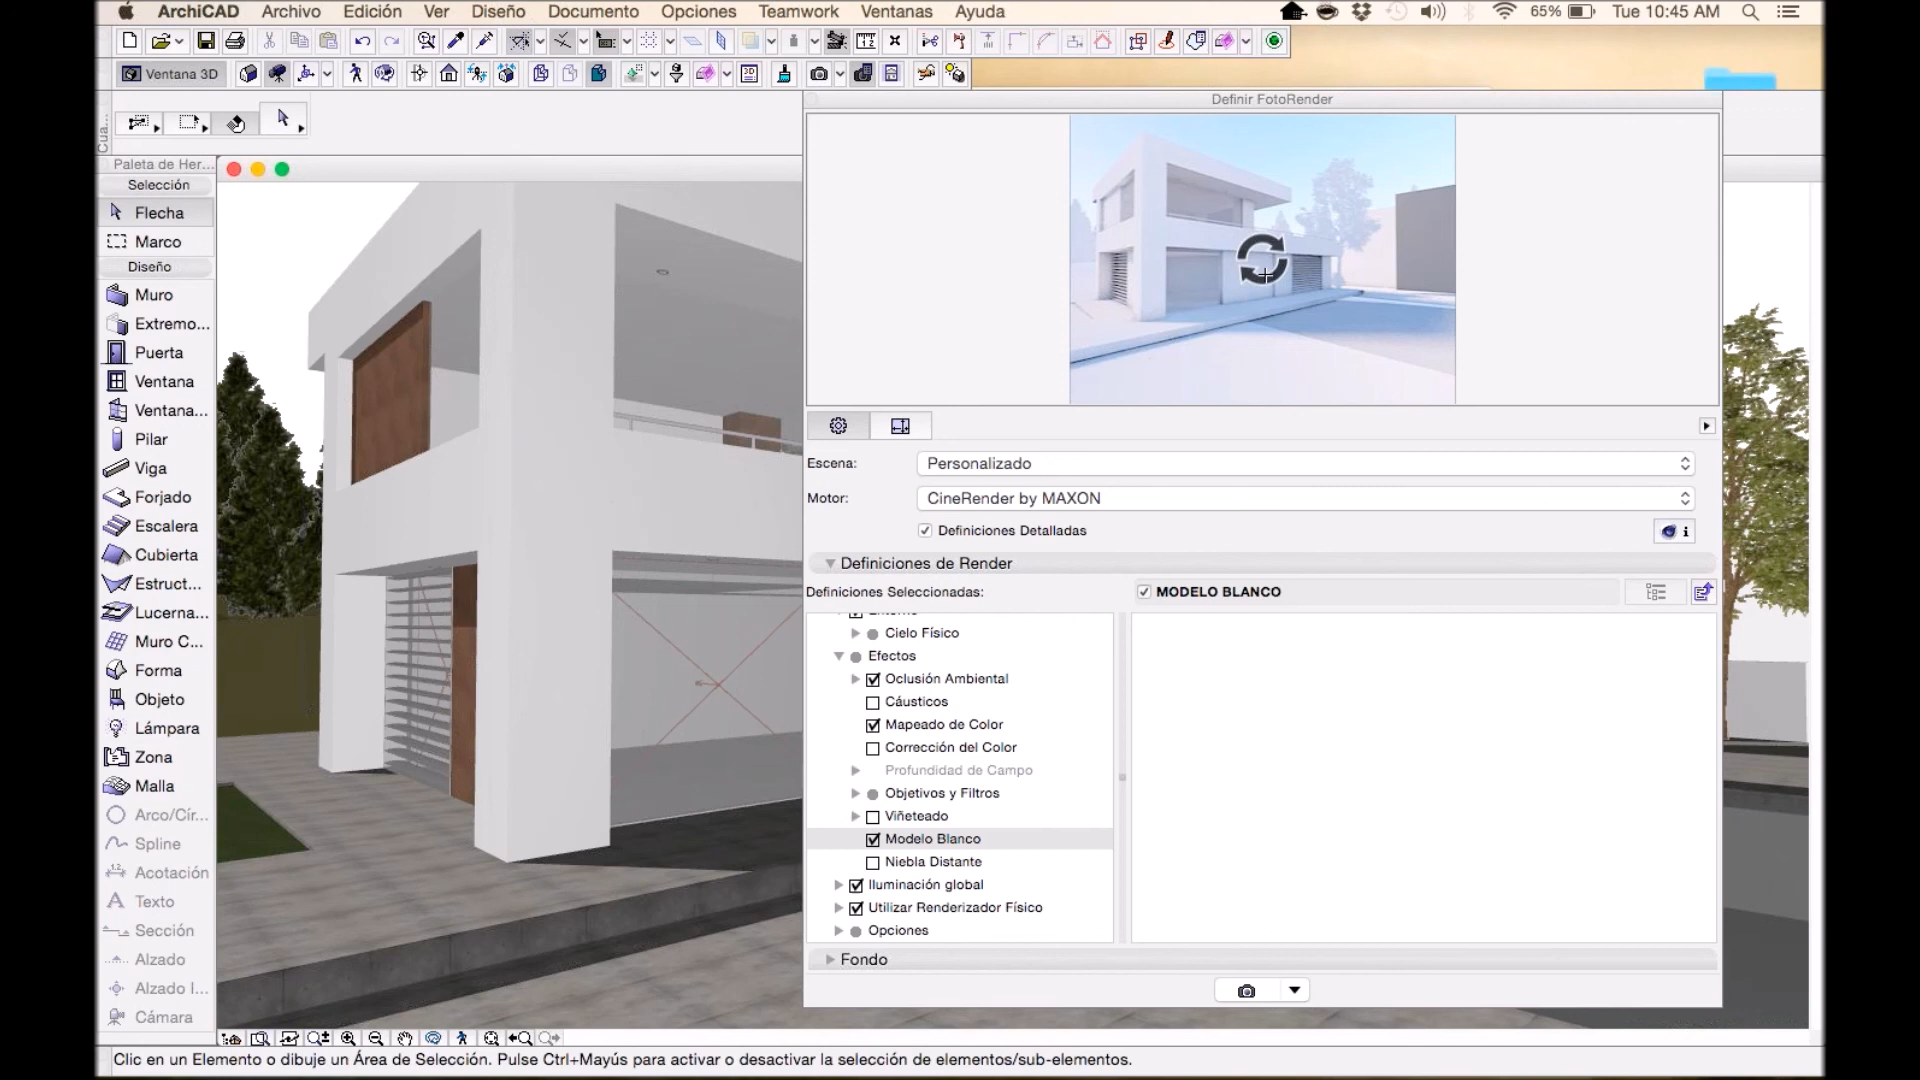 ArchiCAD Archivo Edición Ver Diseño Documento Opciones Teamwork Ventanas Ayuda 65% Tue 10:45 AM
Ventana 3D
Definir FotoRender
Paleta de Her...
Selección
Flecha
Marco
Diseño
Muro
Extremo...
Puerta
Ventana
Ventana...
Pilar
Viga
Forjado
Escalera
Cubierta
Estruct...
Lucerna...
Muro C...
Forma
Objeto
Lámpara
Zona
Malla
Arco/Cír...
Spline
Acotación
Texto
Sección
Alzado
Alzado I...
Cámara
Escena: Personalizado
Motor: CineRender by MAXON
Definiciones Detalladas
Definiciones de Render
Definiciones Seleccionadas: MODELO BLANCO
Cielo Físico
Efectos
Oclusión Ambiental
Cáusticos
Mapeado de Color
Corrección del Color
Profundidad de Campo
Objetivos y Filtros
Viñeteado
Modelo Blanco
Niebla Distante
Iluminación global
Utilizar Renderizador Físico
Opciones
Fondo
Clic en un Elemento o dibuje un Área de Selección. Pulse Ctrl+Mayús para activar o desactivar la selección de elementos/sub-elementos.